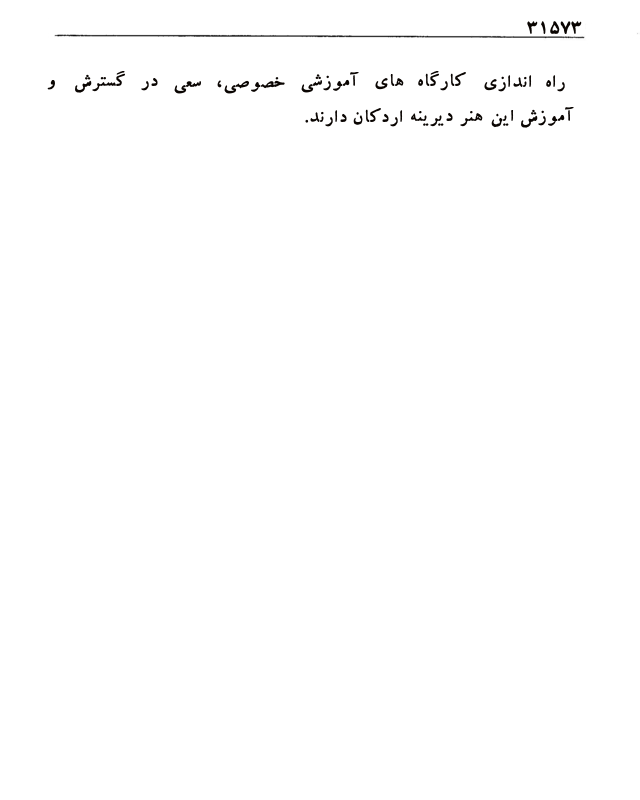 ۳۱۵۷۳
راه اندازی کارگاه های آموزشی خصوصی، سعی در گسترش و
آموزش این هنر دیرینه اردکان دارند.